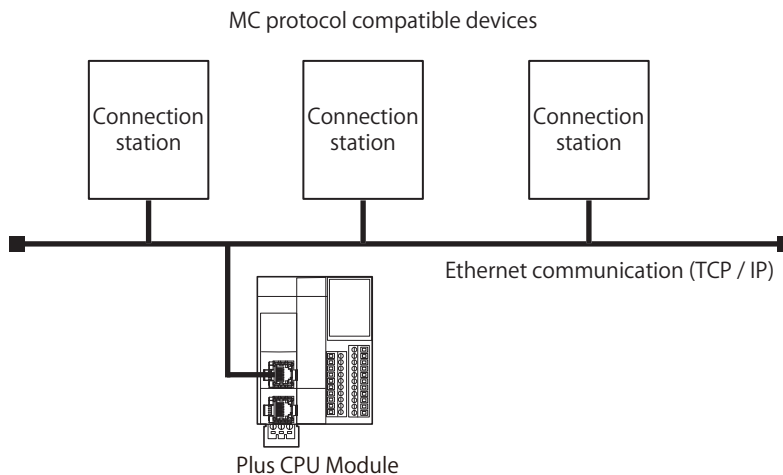 MC protocol compatible devices
Connection
station
Connection
station
Connection
station
Ethernet communication (TCP / IP)
Plus CPU Module